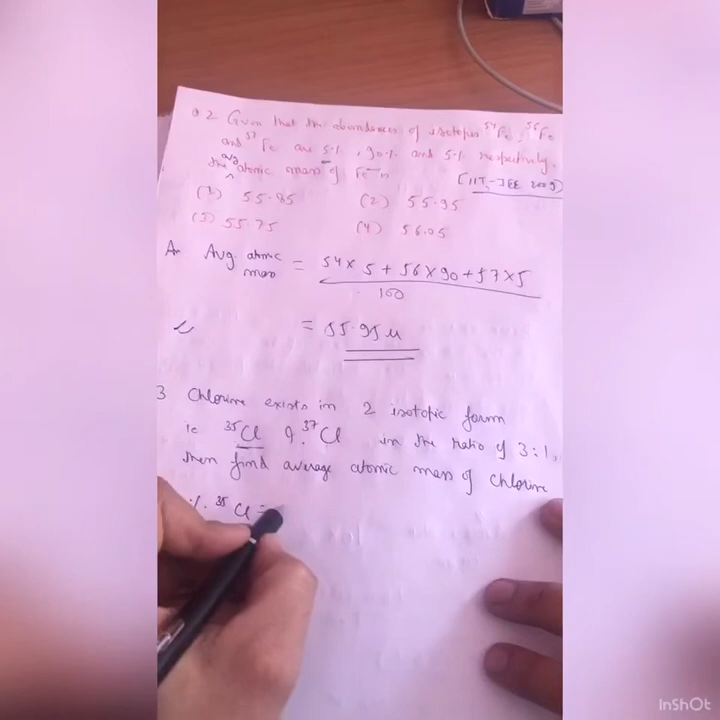 Q 2 Given that the abundances of isotopes ⁵⁴Fe, ⁵⁶Fe
and ⁵⁷Fe are 5%, 90% and 5% respectively.
the avg atomic mass of Fe is
[IIT-JEE 2009]
(1) 55.85 (2) 55.95
(3) 55.75 (4) 56.05
Avg. atomic mass = 54×5 + 56×90 + 57×5
100
= 55.95 u
3 Chlorine exists in 2 isotopic form
ie ³⁵Cl & ³⁷Cl in the ratio of 3:1,
then find average atomic mass of Chlorine
%. ³⁵Cl =
InShOt